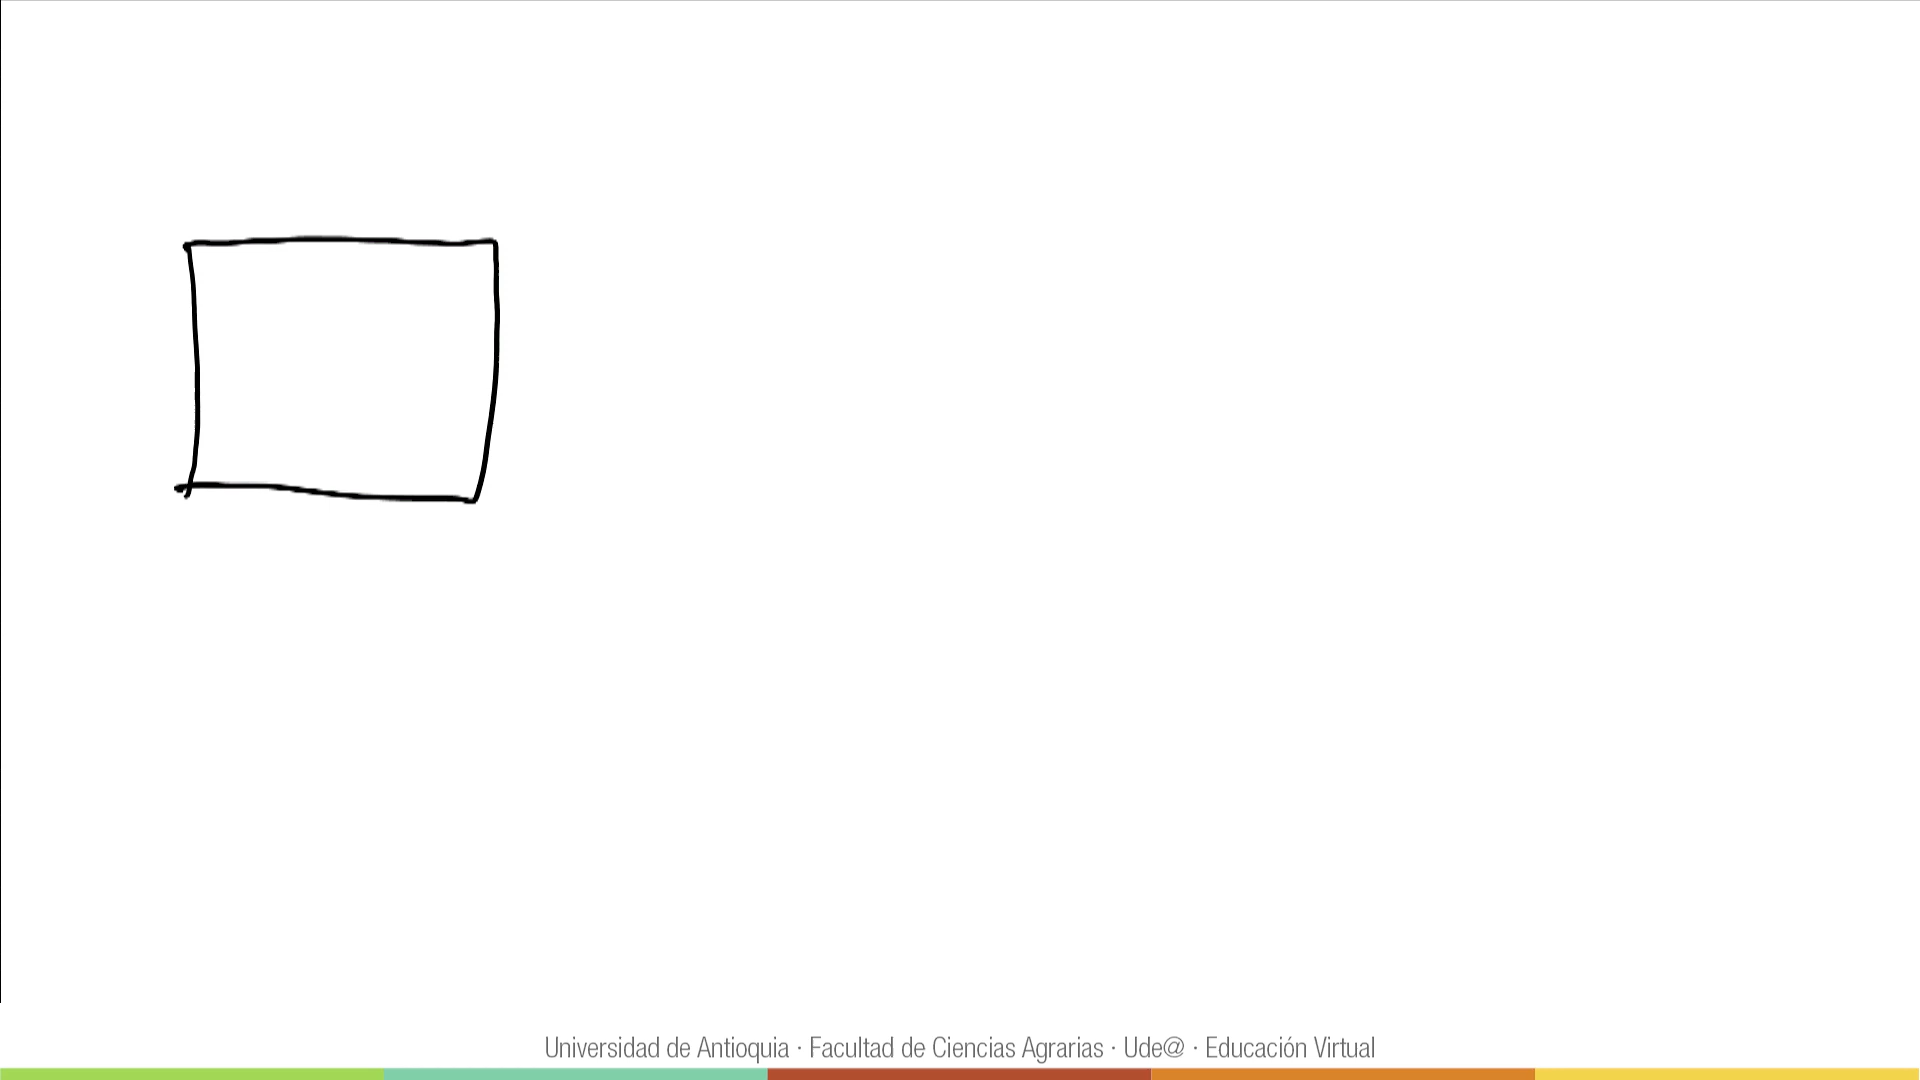 Universidad de Antioquia · Facultad de Ciencias Agrarias · Ude@ · Educación Virtual